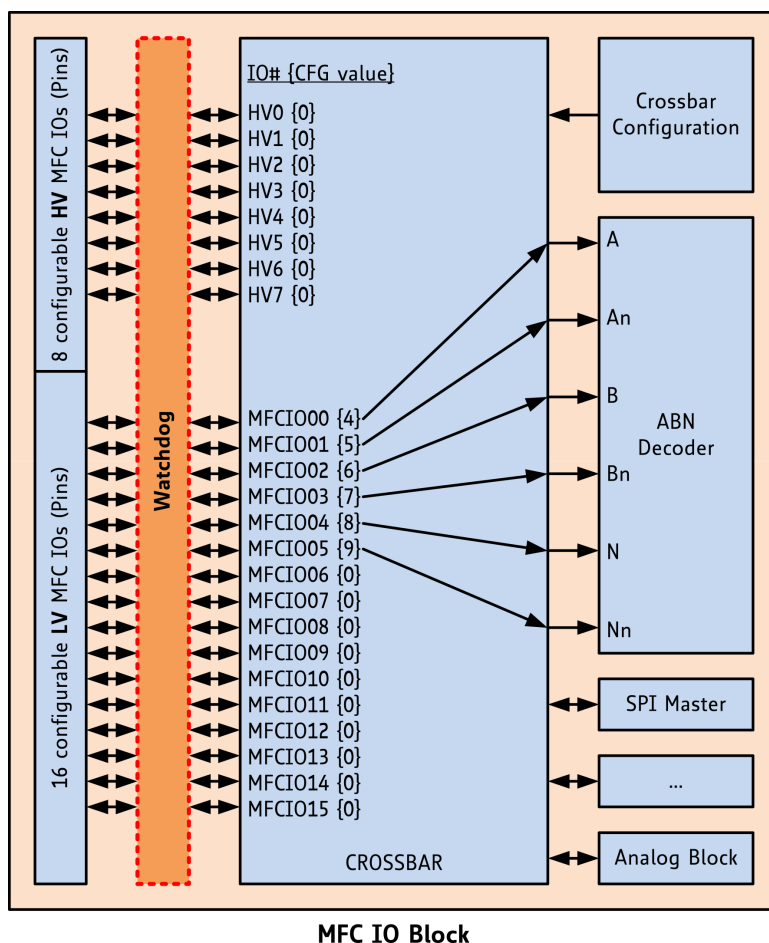 8 configurable HV MFC IOs (Pins)
16 configurable LV MFC IOs (Pins)
Watchdog
IO# {CFG value}
HV0 {0}
HV1 {0}
HV2 {0}
HV3 {0}
HV4 {0}
HV5 {0}
HV6 {0}
HV7 {0}
MFCIO00 {4}
MFCIO01 {5}
MFCIO02 {6}
MFCIO03 {7}
MFCIO04 {8}
MFCIO05 {9}
MFCIO06 {0}
MFCIO07 {0}
MFCIO08 {0}
MFCIO09 {0}
MFCIO10 {0}
MFCIO11 {0}
MFCIO12 {0}
MFCIO13 {0}
MFCIO14 {0}
MFCIO15 {0}
CROSSBAR
Crossbar
Configuration
A
An
B
Bn
N
Nn
ABN
Decoder
SPI Master
...
Analog Block
MFC IO Block